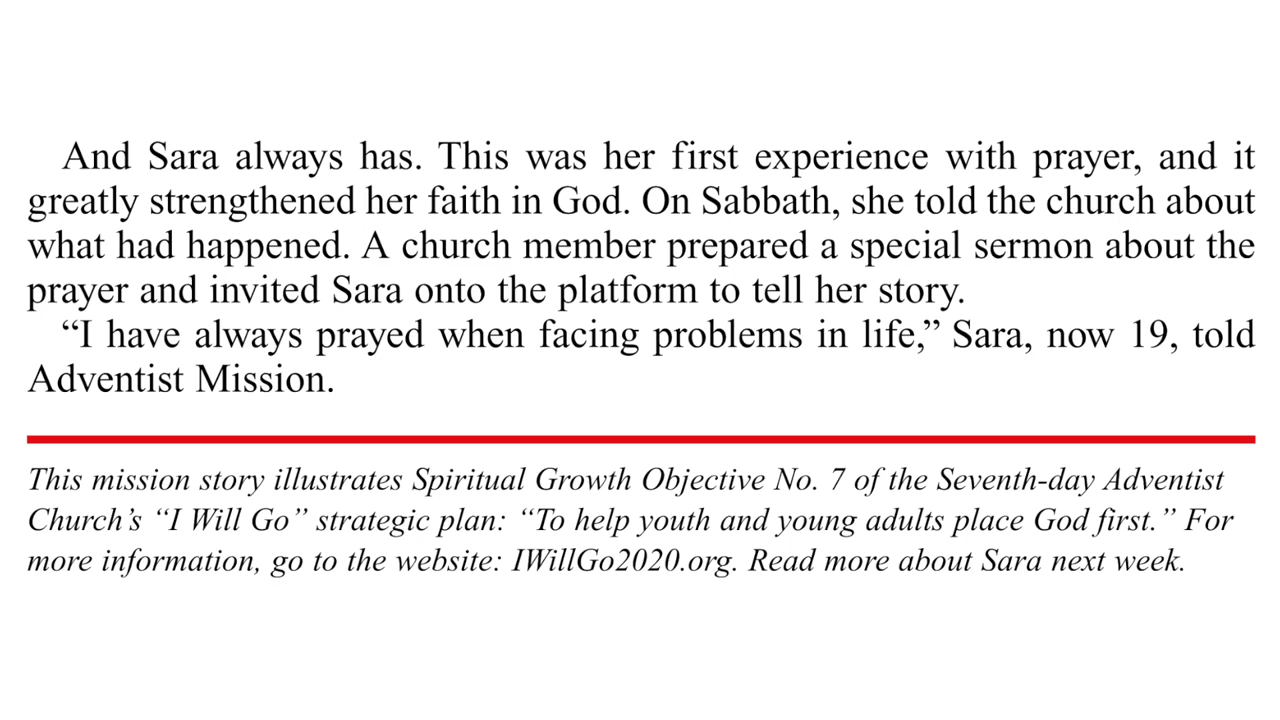 And Sara always has. This was her first experience with prayer, and it
greatly strengthened her faith in God. On Sabbath, she told the church about
what had happened. A church member prepared a special sermon about the
prayer and invited Sara onto the platform to tell her story.
“I have always prayed when facing problems in life,” Sara, now 19, told
Adventist Mission.
This mission story illustrates Spiritual Growth Objective No. 7 of the Seventh-day Adventist
Church’s “I Will Go” strategic plan: “To help youth and young adults place God first.” For
more information, go to the website: IWillGo2020.org. Read more about Sara next week.